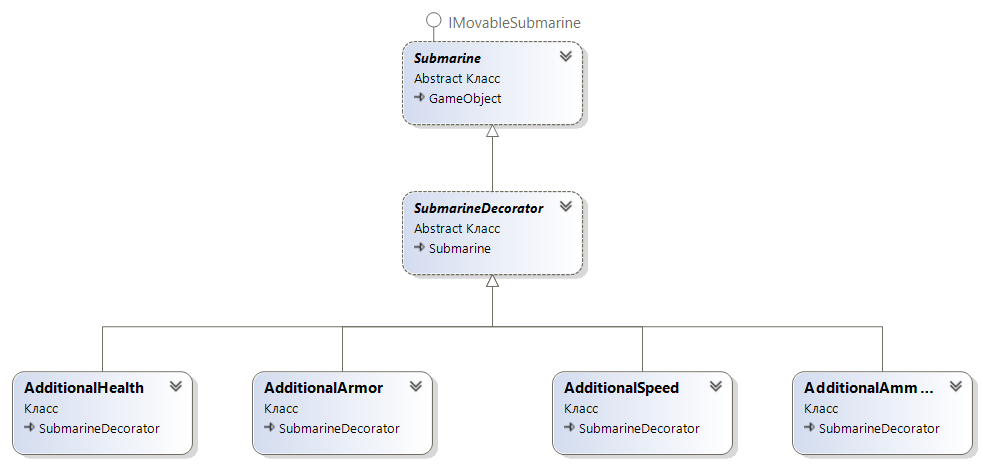 IMovableSubmarine
Submarine
Abstract Класс
GameObject
SubmarineDecorator
Abstract Класс
Submarine
AdditionalHealth
Класс
SubmarineDecorator
AdditionalArmor
Класс
SubmarineDecorator
AdditionalSpeed
Класс
SubmarineDecorator
AdditionalAmm ...
Класс
SubmarineDecorator